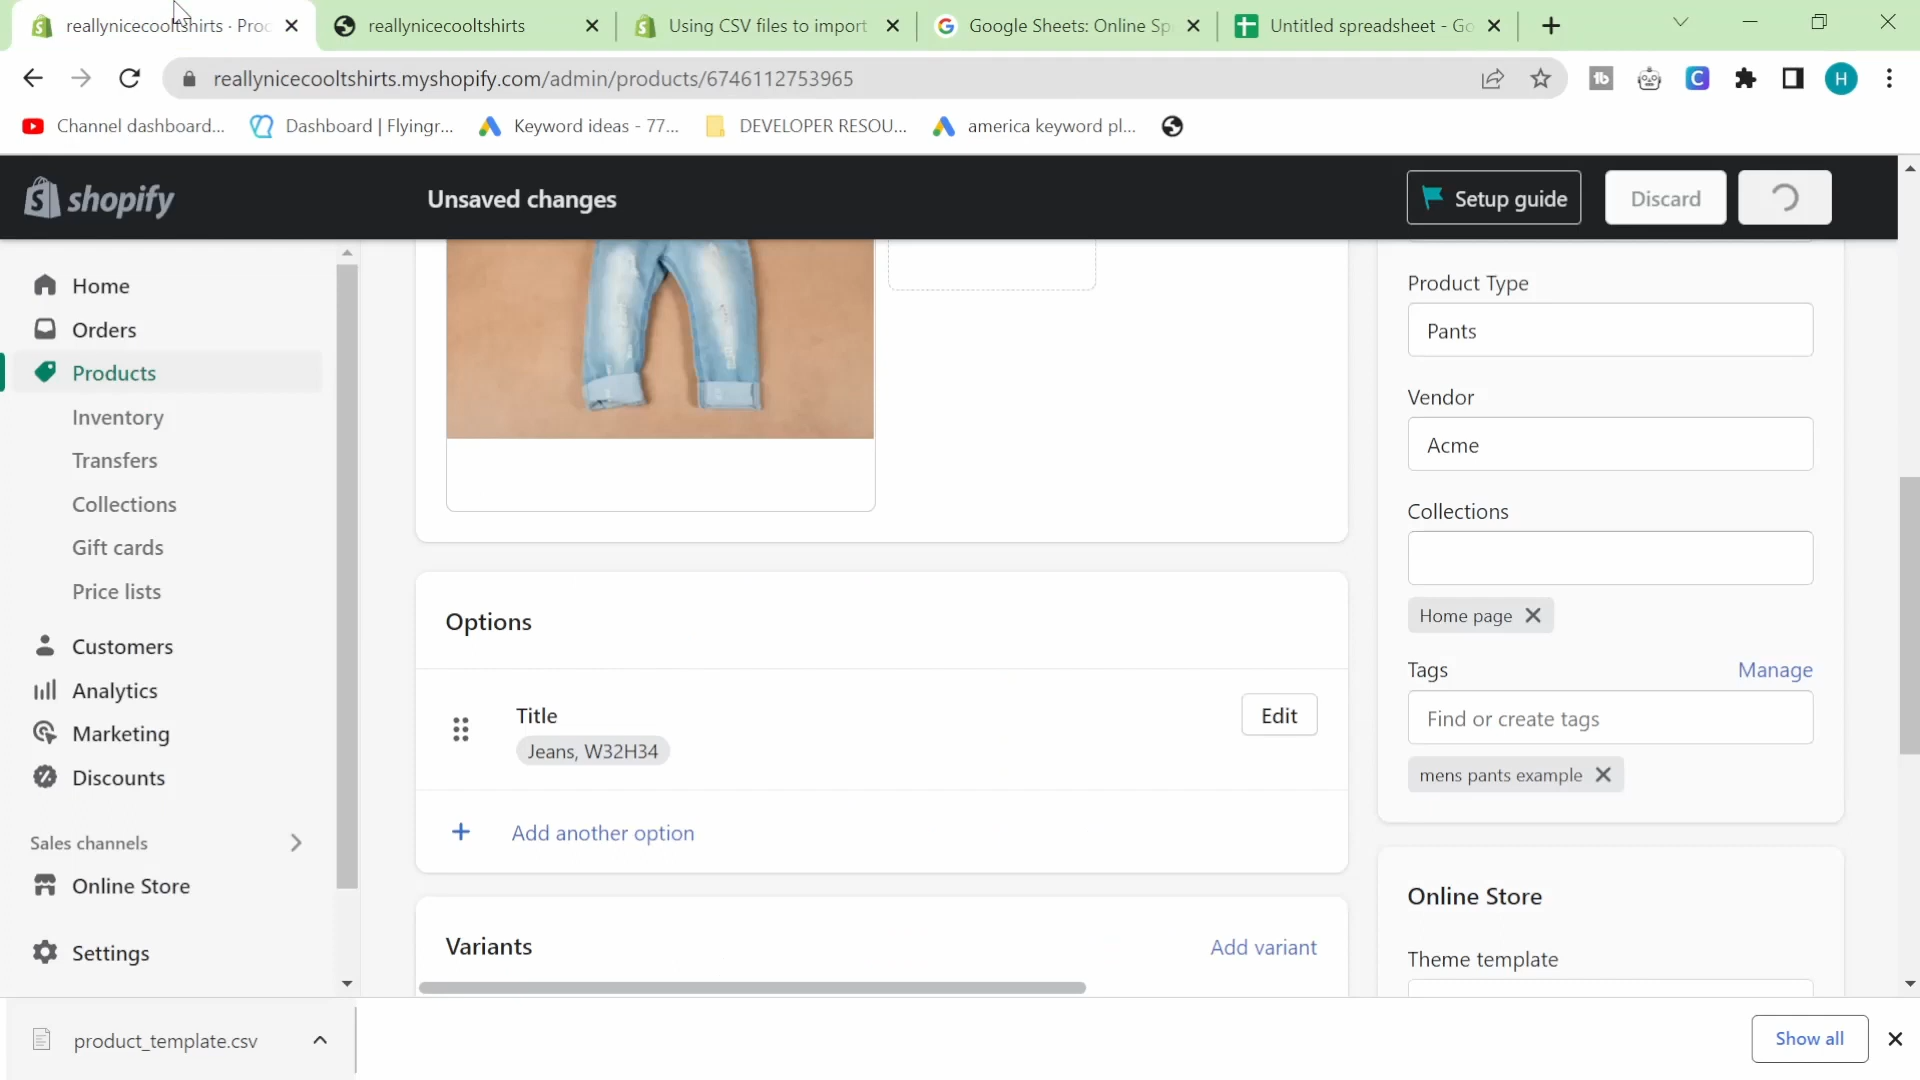 reallynicecooltshirts · Proc
reallynicecooltshirts
Using CSV files to import
Google Sheets: Online Sp
Untitled spreadsheet - Go
reallynicecooltshirts.myshopify.com/admin/products/6746112753965
H
Channel dashboard...
Dashboard | Flyingr...
Keyword ideas - 77...
DEVELOPER RESOU...
america keyword pl...
shopify
Unsaved changes
Setup guide
Discard
Home
Orders
Products
Inventory
Transfers
Collections
Gift cards
Price lists
Customers
Analytics
Marketing
Discounts
Sales channels
Online Store
Settings
Options
Title
Jeans, W32H34
Edit
Add another option
Variants
Add variant
Product Type
Pants
Vendor
Acme
Collections
Home page
Tags
Manage
Find or create tags
mens pants example
Online Store
Theme template
product_template.csv
Show all